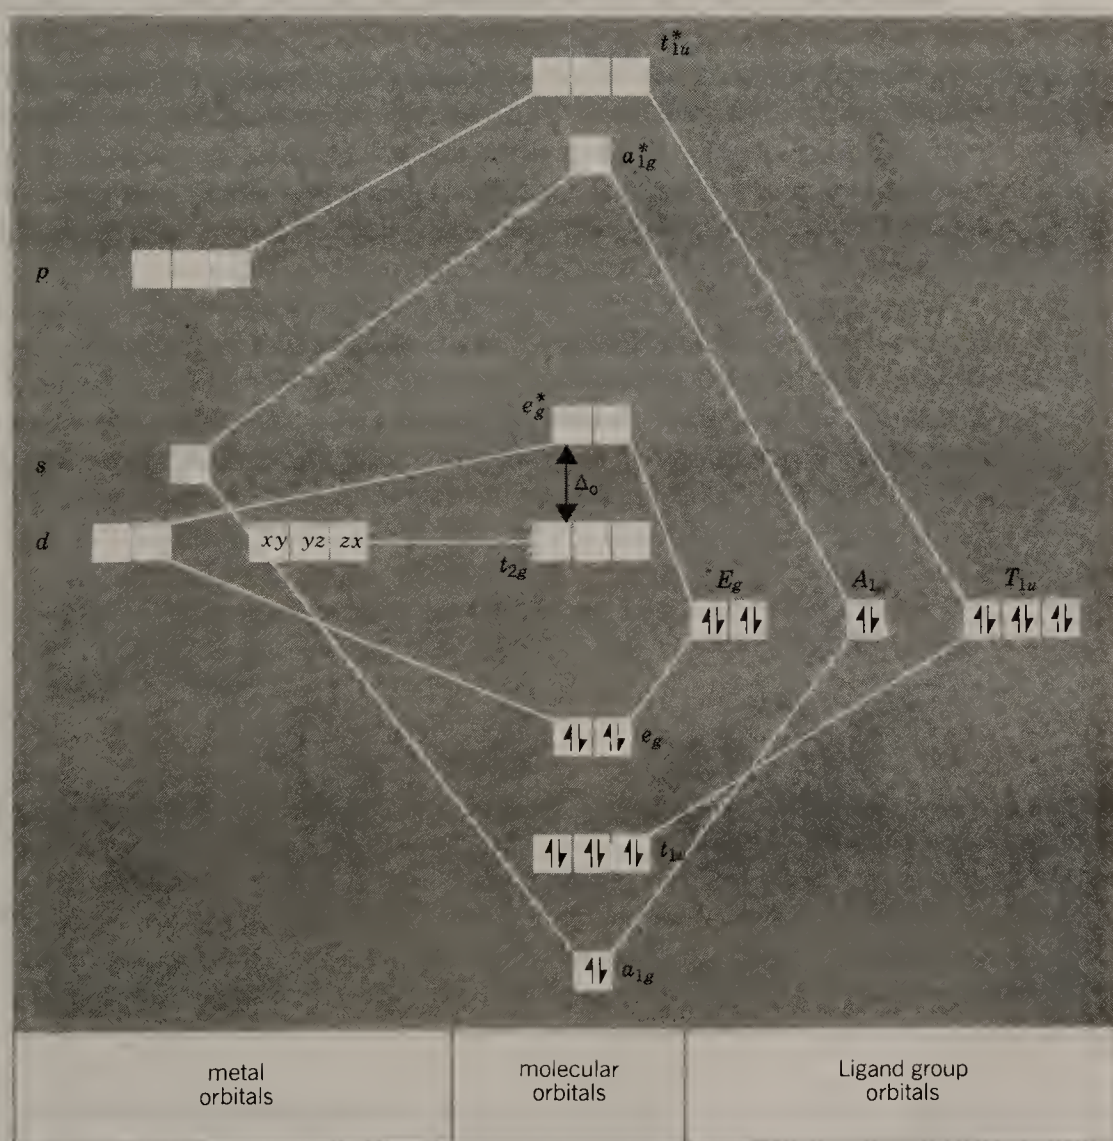 t*1u
a*1g
p
e*g
s
Δo
d
xy yz zx
t2g
Eg A1 T1u
eg
t1u
a1g
metal orbitals
molecular orbitals
Ligand group orbitals